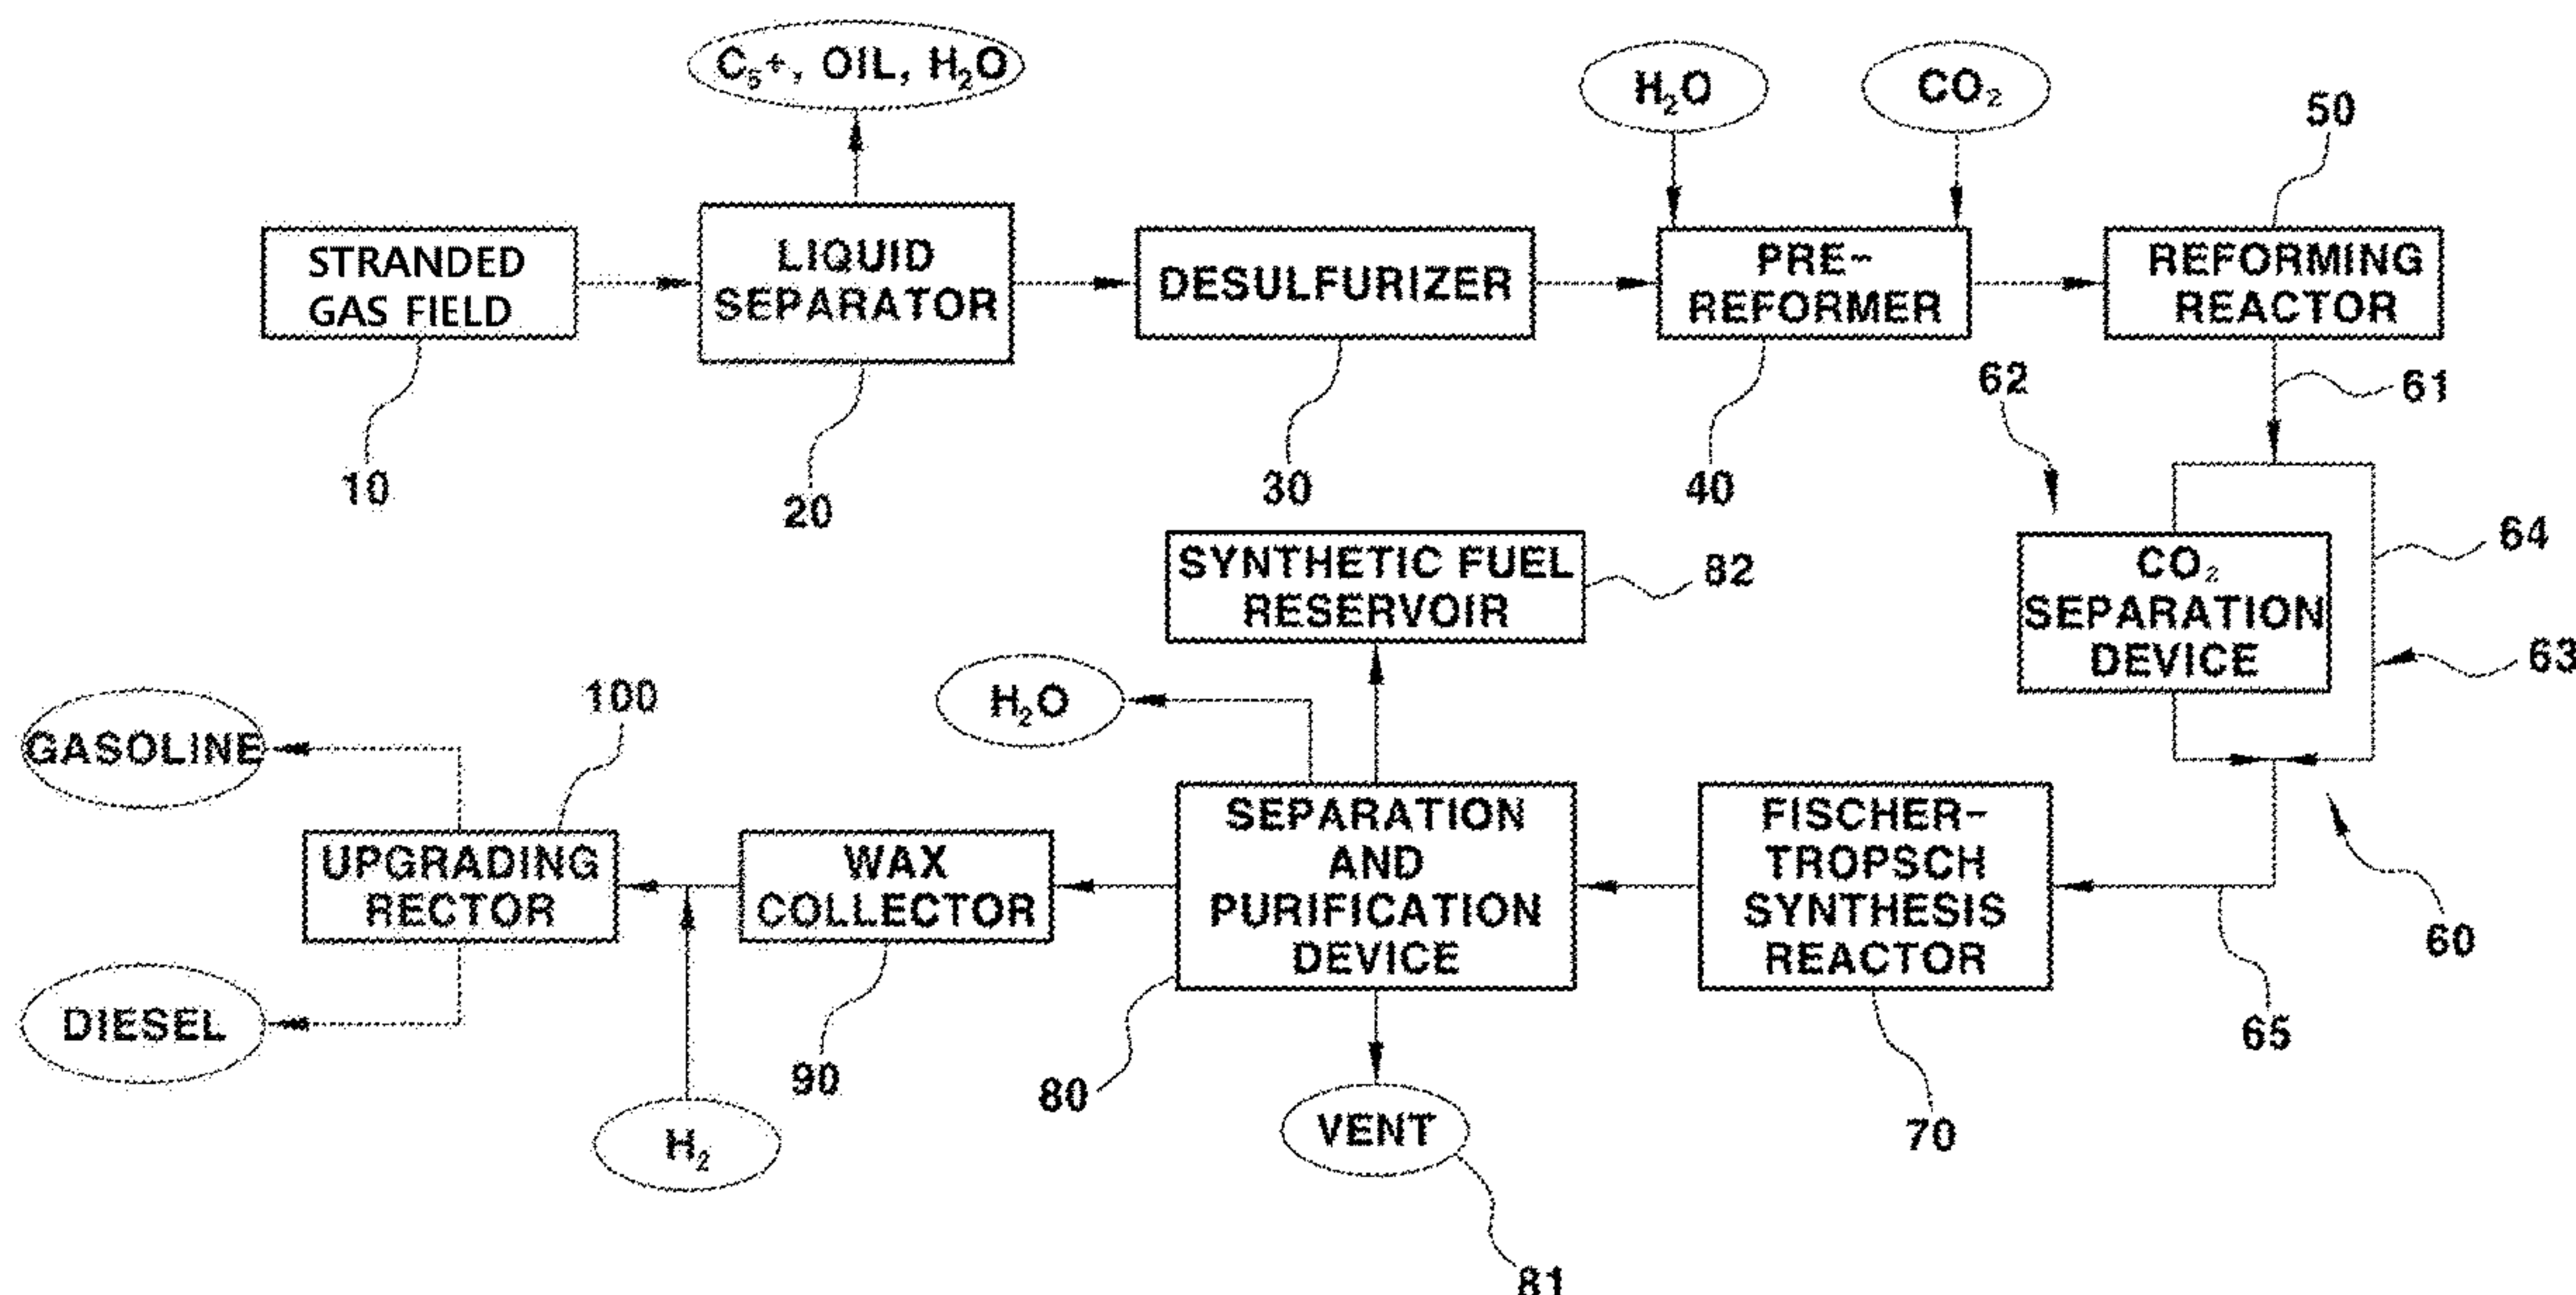 C₅+, OIL, H₂O
H₂O
CO₂
50
STRANDED
GAS FIELD
LIQUID
SEPARATOR
DESULFURIZER
PRE-
REFORMER
REFORMING
REACTOR
10
20
30
40
62
61
SYNTHETIC FUEL
RESERVOIR
82
CO₂
SEPARATION
DEVICE
64
63
H₂O
GASOLINE
100
UPGRADING
RECTOR
WAX
COLLECTOR
SEPARATION
AND
PURIFICATION
DEVICE
FISCHER-
TROPSCH
SYNTHESIS
REACTOR
60
65
DIESEL
90
80
70
H₂
VENT
81